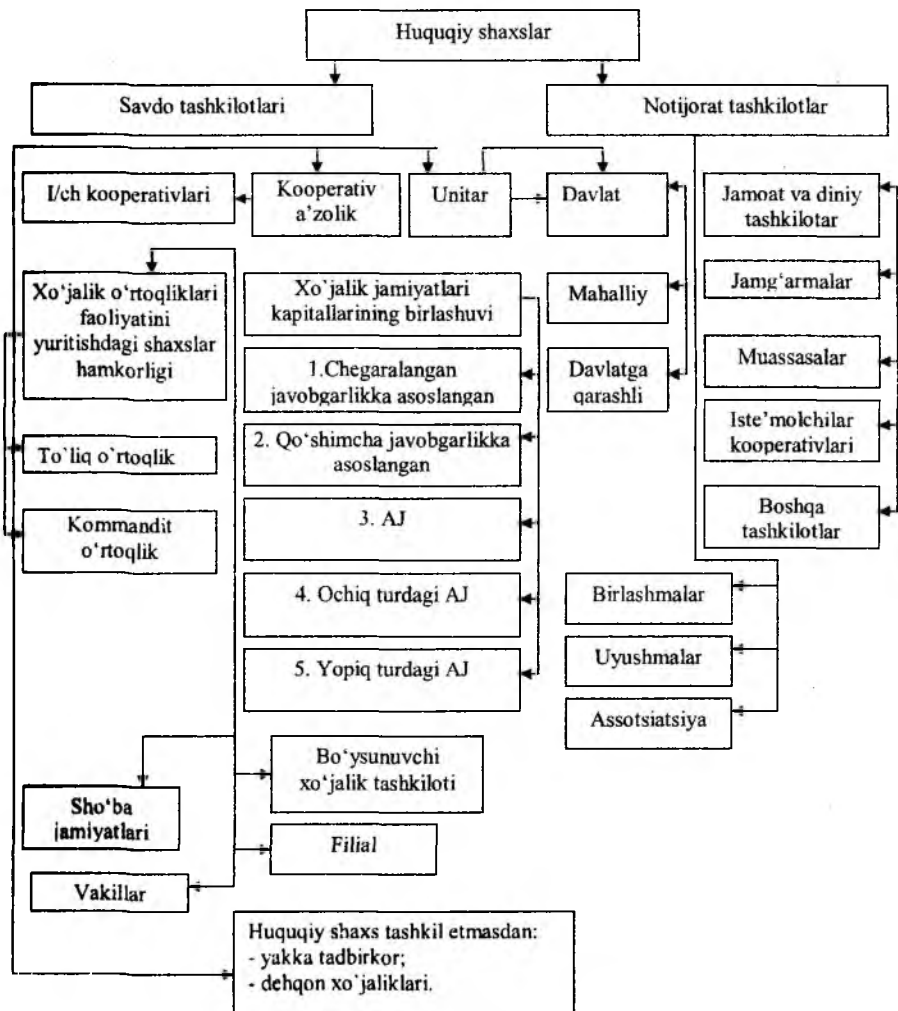 Huquqiy shaxslar
Savdo tashkilotlari
Notijorat tashkilotlar
I/ch kooperativlari
Kooperativ
a'zolik
Unitar
Davlat
Jamoat va diniy
tashkilotar
Xo‘jalik o‘rtoqliklari
faoliyatini
yuritishdagi shaxslar
hamkorligi
Xo`jalik jamiyatlari
kapitallarining birlashuvi
Mahalliy
Jamg‘armalar
1.Chegaralangan
javobgarlikka asoslangan
Davlatga
qarashli
Muassasalar
To`liq o`rtoqlik
2. Qo‘shimcha javobgarlikka
asoslangan
Iste’molchilar
kooperativlari
Kommandit
o‘rtoqlik
3. AJ
Boshqa
tashkilotlar
4. Ochiq turdagi AJ
Birlashmalar
5. Yopiq turdagi AJ
Uyushmalar
Assotsiatsiya
Bo‘ysunuvchi
xo‘jalik tashkiloti
Sho‘ba
jamiyatlari
Filial
Vakillar
Huquqiy shaxs tashkil etmasdan:
- yakka tadbirkor;
- dehqon xo`jaliklari.